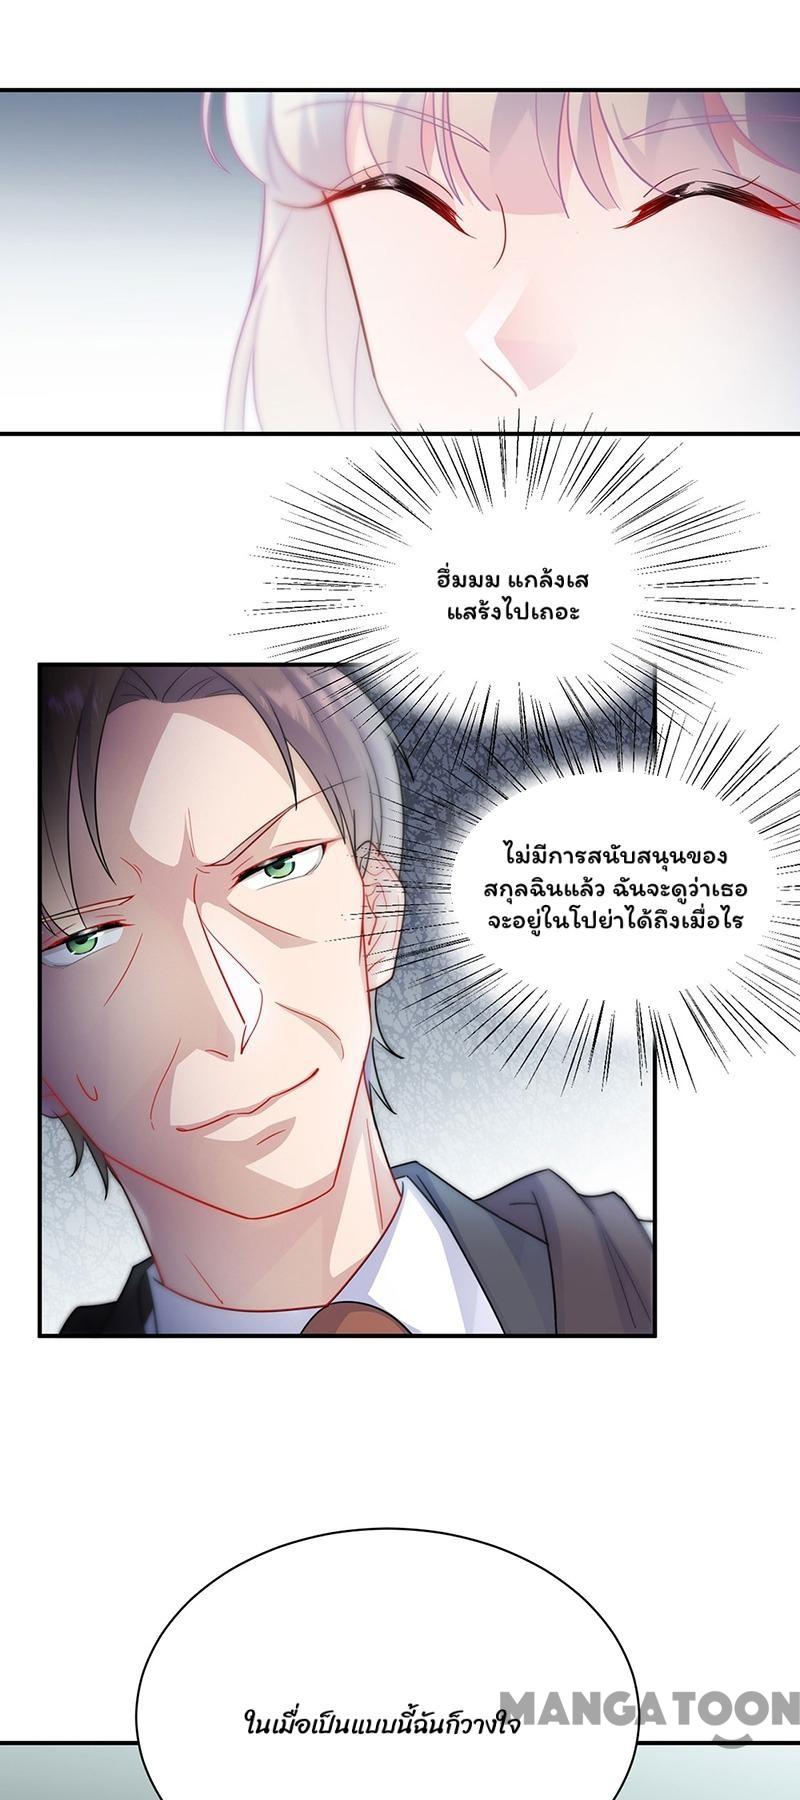 ฮึ่มมม แกล้งเส
แสร้งไปเถอะ
ไม่มีการสนับสนุนของ
สกุลฉินแล้ว ฉันจะดูว่าเธอ
จะอยู่ในโปย่าได้ถึงเมื่อไร
ในเมื่อเป็นแบบนี้ฉันก็วางใจ
MANGATOON